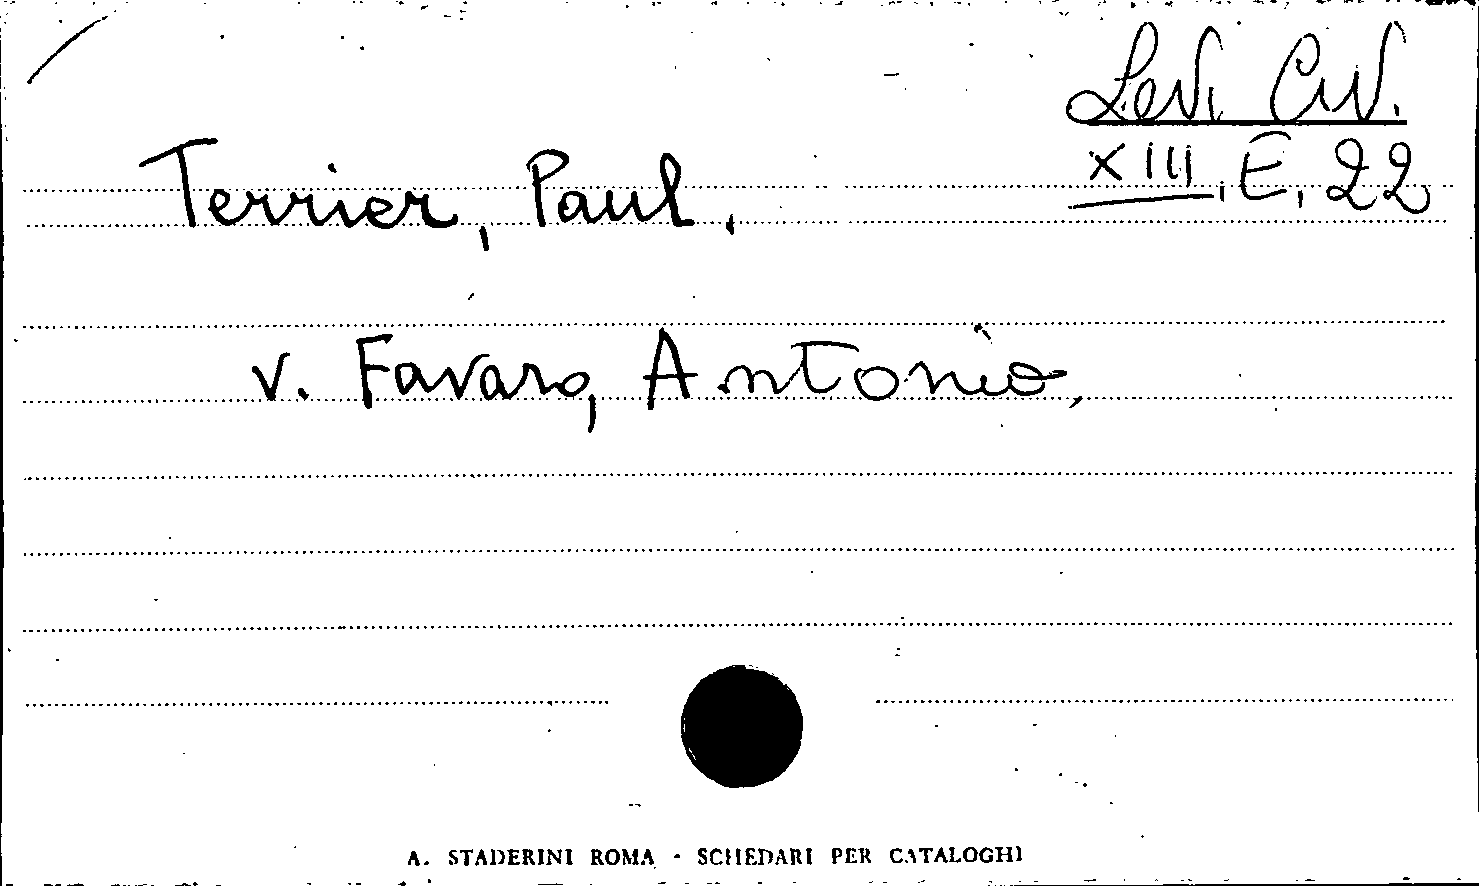 Levi Civ.
XIII. E. 22
Terrier, Paul.
v. Favaro, Antonio,
A. STADERINI ROMA - SCHEDARI PER CATALOGHI